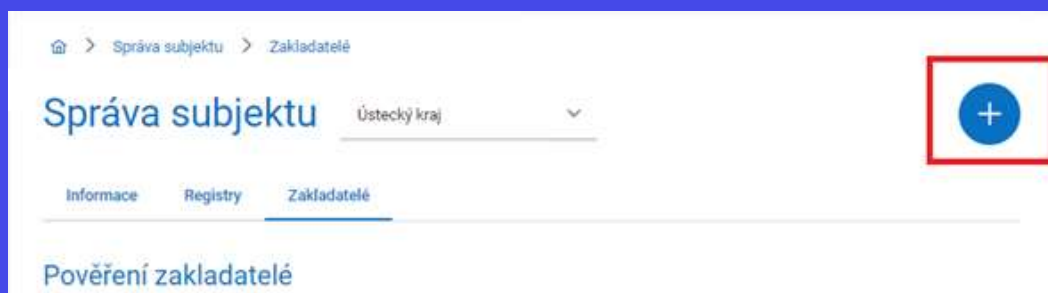 Správa subjektu > Zakladatelé
Správa subjektu Ústecký kraj
+
Informace Registry Zakladatelé
Pověření zakladatelé